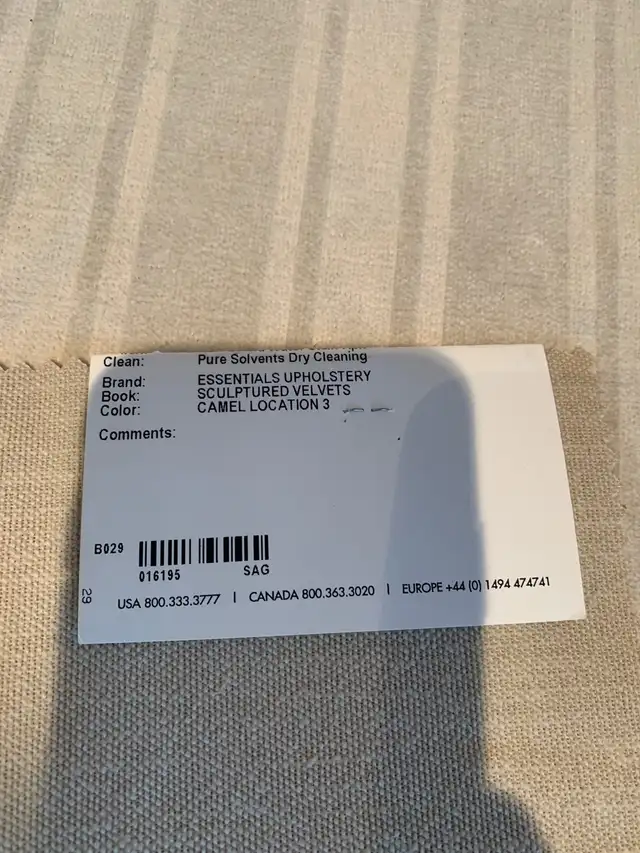 Clean: Pure Solvents Dry Cleaning
Brand: ESSENTIALS UPHOLSTERY
Book: SCULPTURED VELVETS
Color: CAMEL LOCATION 3
Comments:
B029
016195 SAG
29
USA 800.333.3777 | CANADA 800.363.3020 | EUROPE +44 (0) 1494 474741